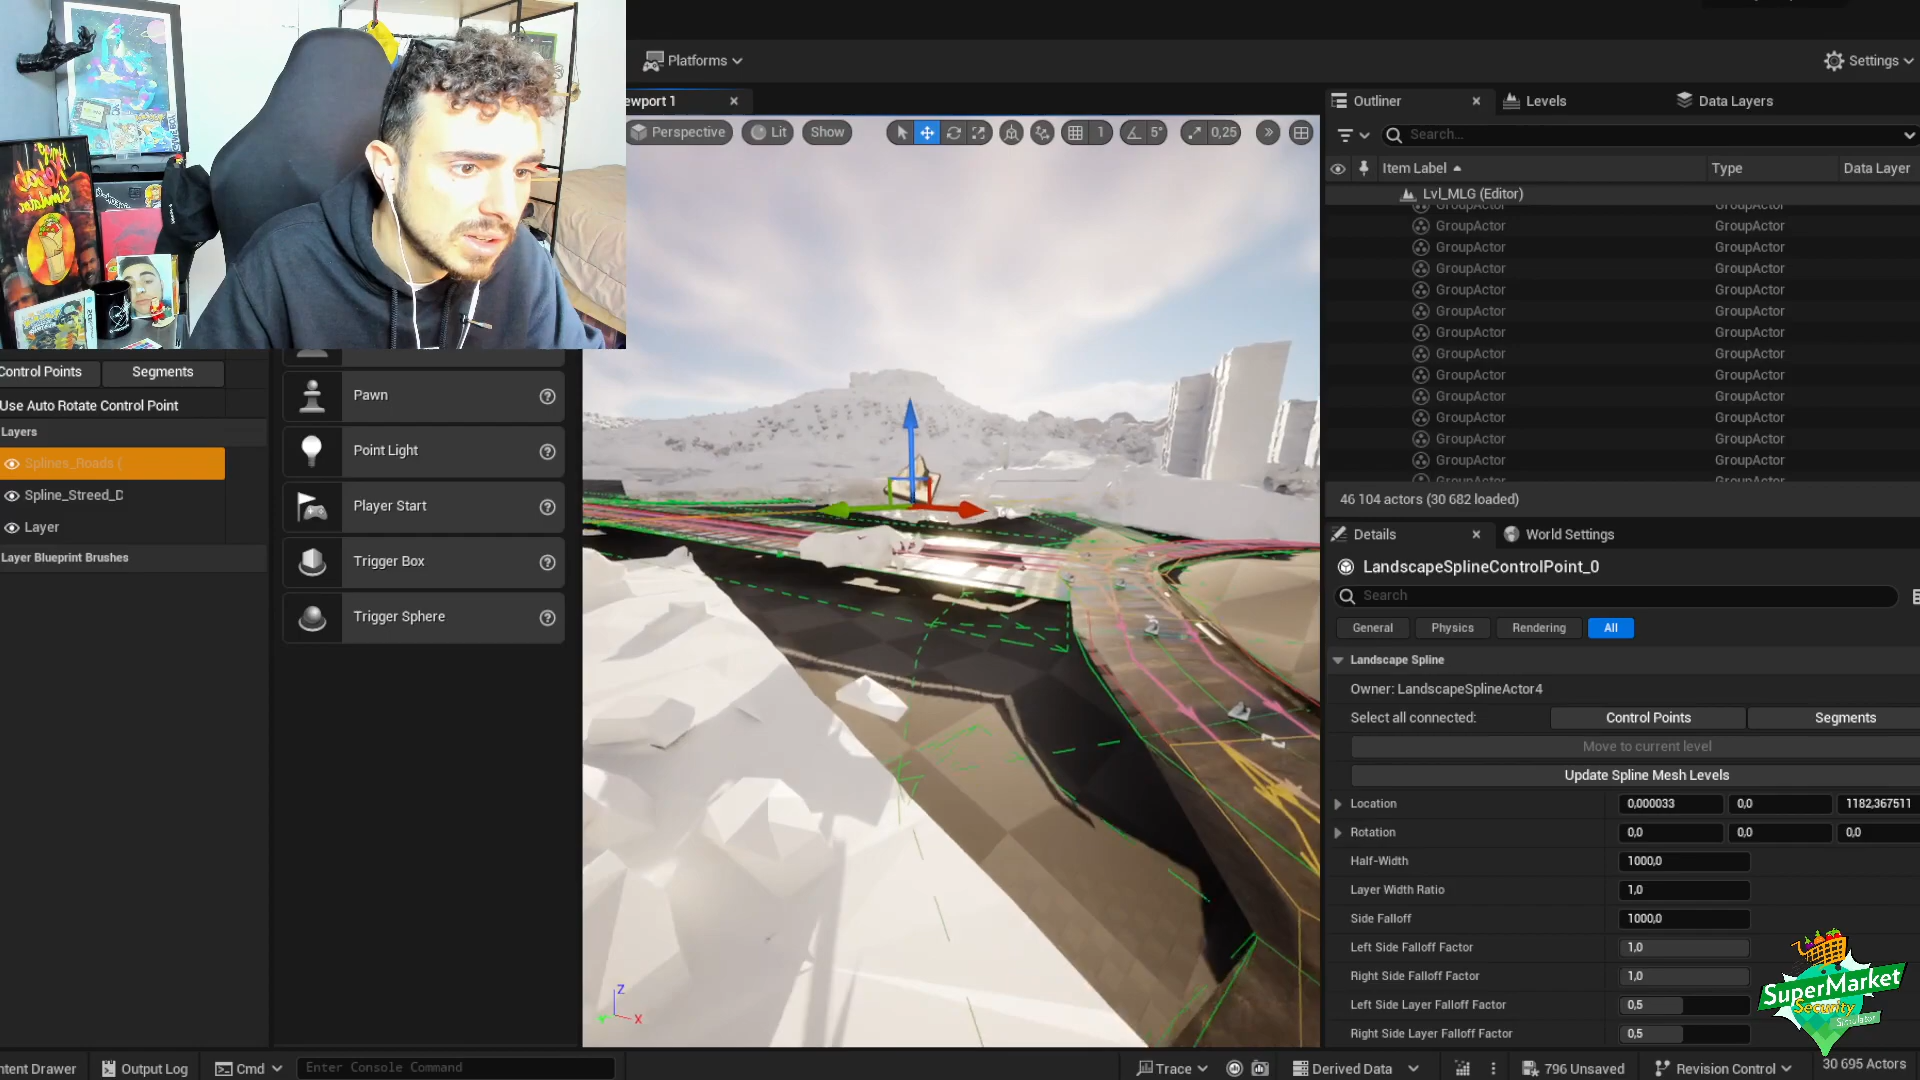 Platforms
Settings
ewport 1
Outliner
Levels
Data Layers
Perspective
Lit
Show
1
5°
0,25
Search...
Item Label
Type
Data Layer
Lvl_MLG (Editor)
GroupActor GroupActor
GroupActor GroupActor
GroupActor GroupActor
GroupActor GroupActor
GroupActor GroupActor
GroupActor GroupActor
GroupActor GroupActor
GroupActor GroupActor
GroupActor GroupActor
GroupActor GroupActor
GroupActor GroupActor
GroupActor GroupActor
GroupActor GroupActor
46 104 actors (30 682 loaded)
Control Points
Segments
Use Auto Rotate Control Point
Layers
Splines_Roads (
Spline_Streed_D
Layer
Layer Blueprint Brushes
Pawn
Point Light
Player Start
Trigger Box
Trigger Sphere
Z
X
Details
World Settings
LandscapeSplineControlPoint_0
Search
General
Physics
Rendering
All
Landscape Spline
Owner: LandscapeSplineActor4
Select all connected:
Control Points
Segments
Move to current level
Update Spline Mesh Levels
Location 0,000033 0,0 1182,367511
Rotation 0,0 0,0 0,0
Half-Width 1000,0
Layer Width Ratio 1,0
Side Falloff 1000,0
Left Side Falloff Factor 1,0
Right Side Falloff Factor 1,0
Left Side Layer Falloff Factor 0,5
Right Side Layer Falloff Factor 0,5
SuperMarket
Security
Simulator
ntent Drawer
Output Log
Cmd
Enter Console Command
Trace
Derived Data
796 Unsaved
Revision Control
30 695 Actors